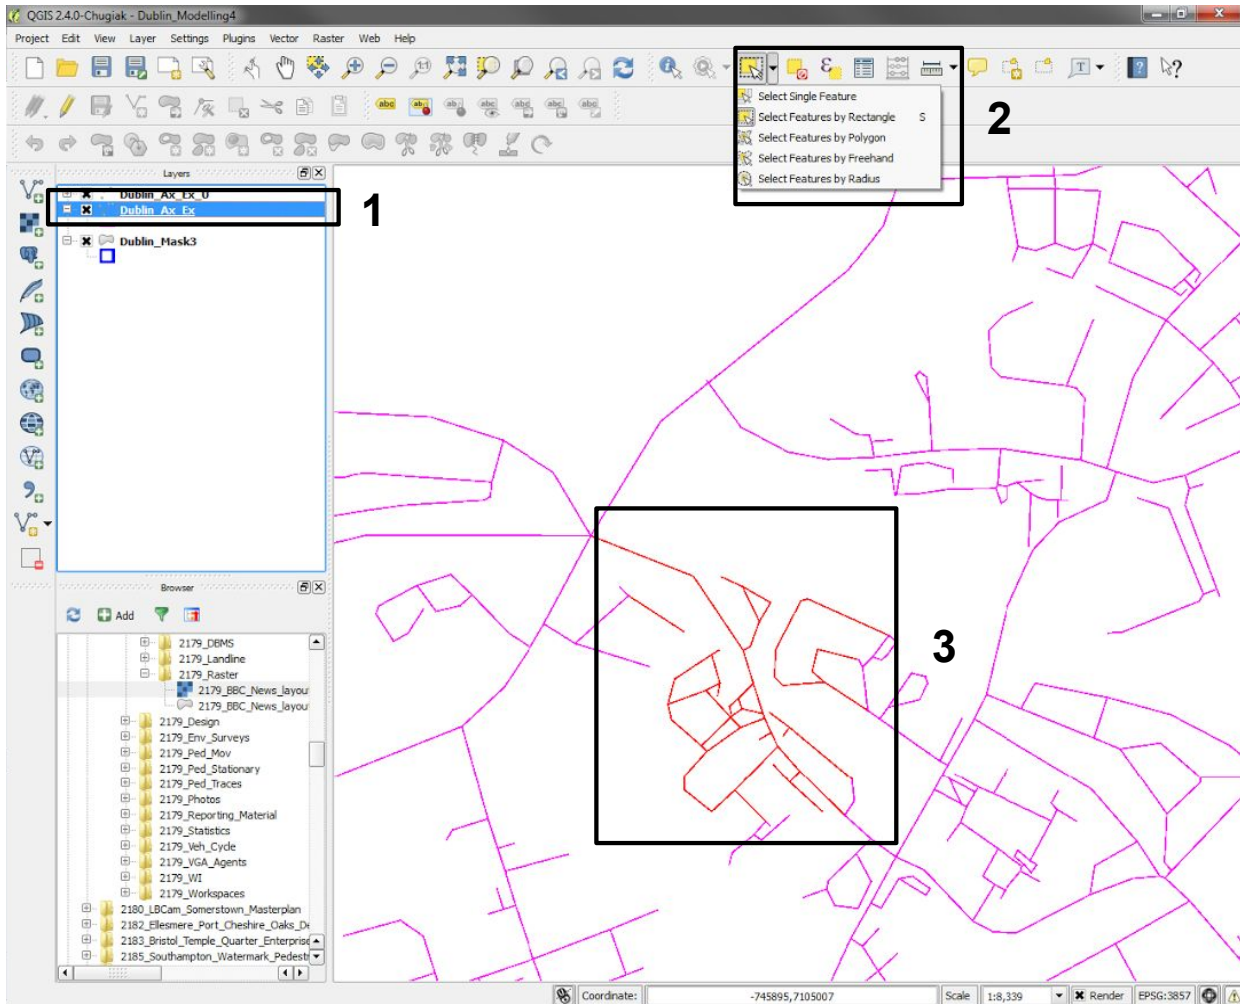 QGIS 2.4.0-Chugiak - Dublin_Modelling4
Project Edit View Layer Settings Plugins Vector Raster Web Help
Select Single Feature
Select Features by Rectangle S
Select Features by Polygon
Select Features by Freehand
Select Features by Radius
2
Layers
Dublin_Ax_Ex_U
Dublin_Ax_Ex
1
Dublin_Mask3
3
Browser
Add
2179_DBMS
2179_Landline
2179_Raster
2179_BBC_News_layou
2179_BBC_News_layou
2179_Design
2179_Env_Surveys
2179_Ped_Mov
2179_Ped_Stationary
2179_Ped_Traces
2179_Photos
2179_Reporting_Material
2179_Statistics
2179_Veh_Cycle
2179_VGA_Agents
2179_WI
2179_Workspaces
2180_LBCam_Somerstown_Masterplan
2182_Ellesmere_Port_Cheshire_Oaks_De
2183_Bristol_Temple_Quarter_Enterprise
2185_Southampton_Watermark_Pedestr
Coordinate: -745895,7105007 Scale 1:8,339 Render EPSG:3857